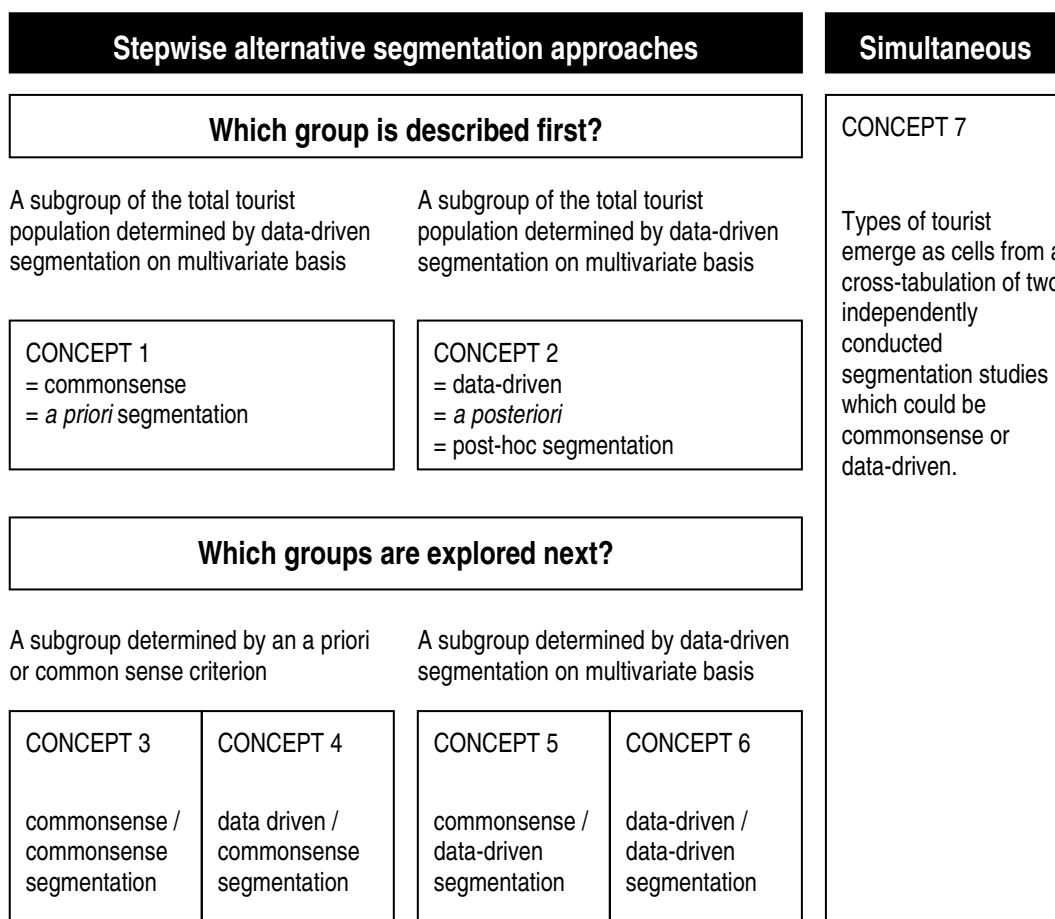 Stepwise alternative segmentation approaches
Which group is described first?
A subgroup of the total tourist
population determined by data-driven
segmentation on multivariate basis
A subgroup of the total tourist
population determined by data-driven
segmentation on multivariate basis
CONCEPT 1
= commonsense
= a priori segmentation
CONCEPT 2
= data-driven
= a posteriori
= post-hoc segmentation
Which groups are explored next?
A subgroup determined by an a priori
or common sense criterion
A subgroup determined by data-driven
segmentation on multivariate basis
CONCEPT 3
commonsense /
commonsense
segmentation
CONCEPT 4
data driven /
commonsense
segmentation
CONCEPT 5
commonsense /
data-driven
segmentation
CONCEPT 6
data-driven /
data-driven
segmentation
Simultaneous
CONCEPT 7
Types of tourist
emerge as cells from a
cross-tabulation of two
independently
conducted
segmentation studies
which could be
commonsense or
data-driven.